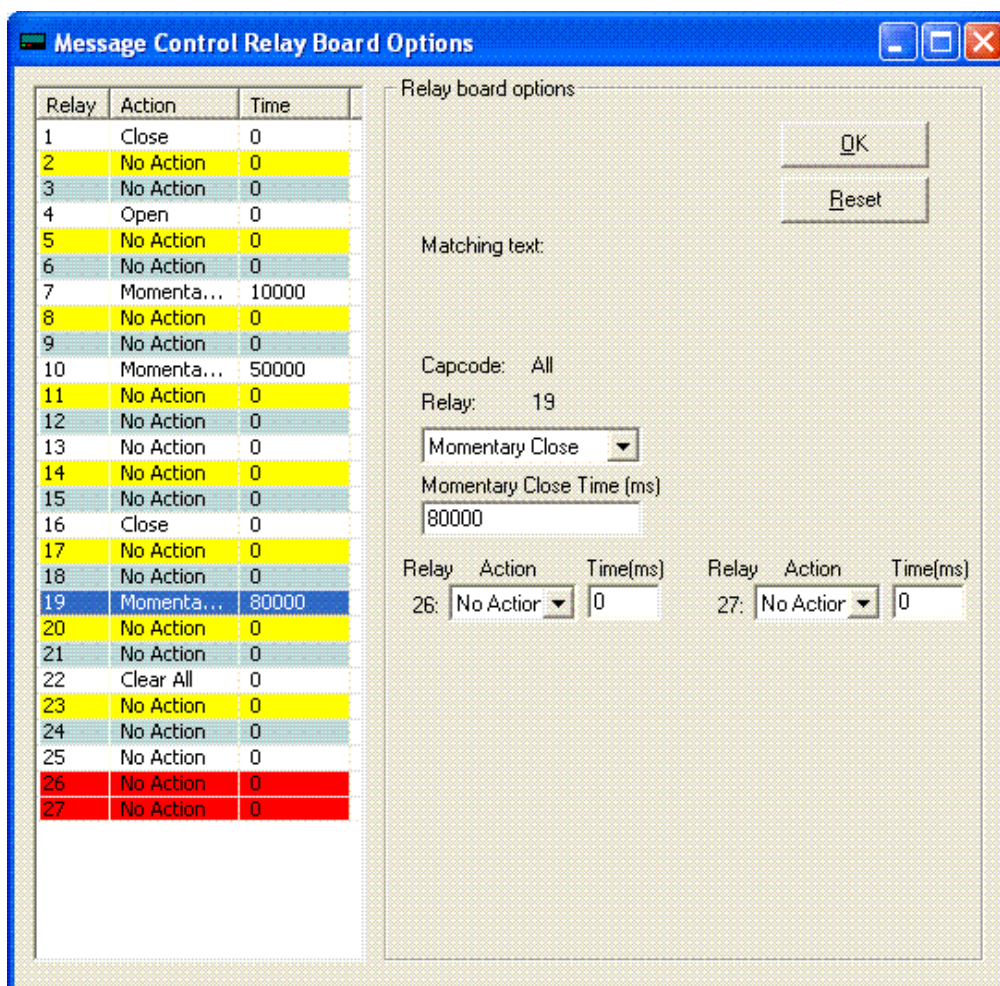 Message Control Relay Board Options
Relay Action Time
1 Close 0
2 No Action 0
3 No Action 0
4 Open 0
5 No Action 0
6 No Action 0
7 Momenta... 10000
8 No Action 0
9 No Action 0
10 Momenta... 50000
11 No Action 0
12 No Action 0
13 No Action 0
14 No Action 0
15 No Action 0
16 Close 0
17 No Action 0
18 No Action 0
19 Momenta... 80000
20 No Action 0
21 No Action 0
22 Clear All 0
23 No Action 0
24 No Action 0
25 No Action 0
26 No Action 0
27 No Action 0
Relay board options
OK
Reset
Matching text:
Capcode: All
Relay: 19
Momentary Close
Momentary Close Time (ms)
80000
Relay Action Time(ms) Relay Action Time(ms)
26: No Action 0 27: No Action 0